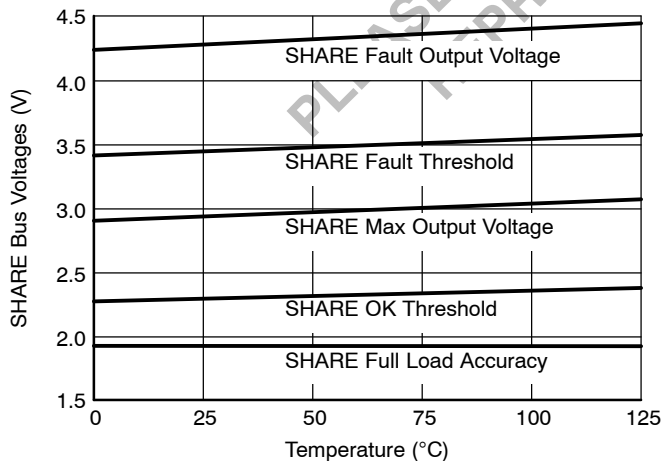 PLEASE
REPR
SHARE Bus Voltages (V)
4.5
4.0
3.5
3.0
2.5
2.0
1.5
SHARE Fault Output Voltage
SHARE Fault Threshold
SHARE Max Output Voltage
SHARE OK Threshold
SHARE Full Load Accuracy
0 25 50 75 100 125
Temperature (°C)